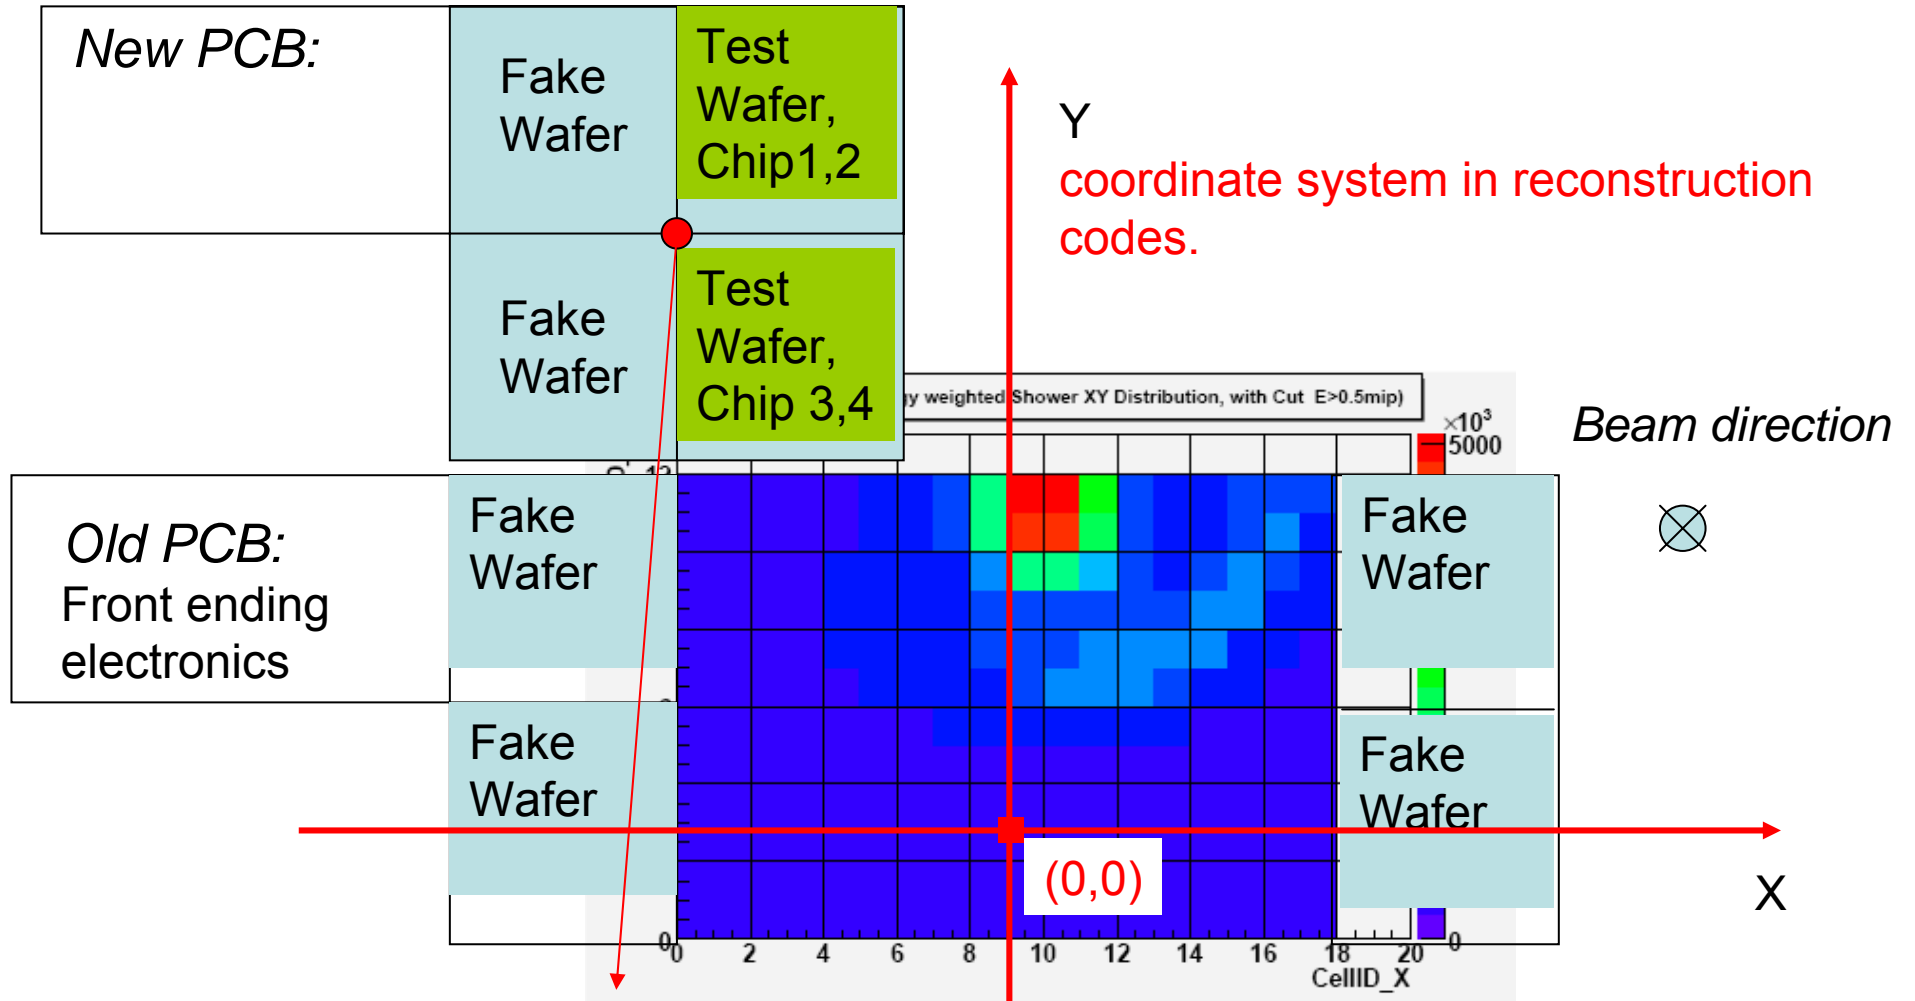 New PCB:
Fake
Wafer
Test
Wafer,
Chip1,2
Fake
Wafer
Test
Wafer,
Chip 3,4
Y
coordinate system in reconstruction
codes.
weighted Shower XY Distribution, with Cut E>0.5mip)
×10³
5000
Beam direction
12
Old PCB:
Front ending
electronics
Fake
Wafer
Fake
Wafer
Fake
Wafer
Fake
Wafer
(0,0)
X
0
0
0 2 4 6 8 10 12 14 16 18 20
CellID_X